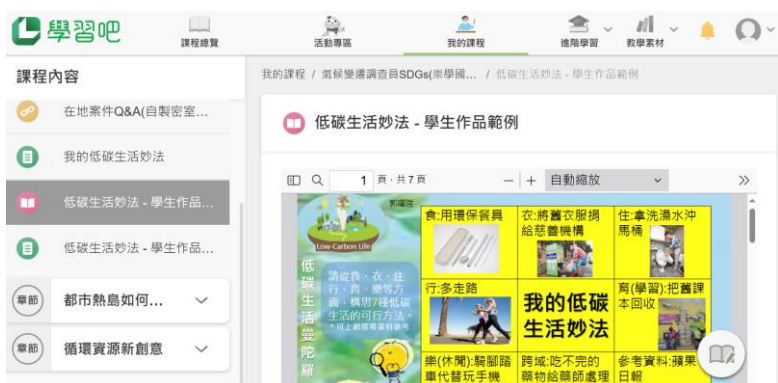 學習吧
課程總覽
活動專區
我的課程
進階學習
教學素材
課程內容
在地案件Q&A(自製密室...
我的低碳生活妙法
低碳生活妙法 - 學生作品...
低碳生活妙法 - 學生作品...
章節
都市熱島如何...
章節
循環資源新創意
我的課程 / 氣候變遷調查員SDGs(崇學國... / 低碳生活妙法 - 學生作品範例
低碳生活妙法 - 學生作品範例
1 頁，共 7 頁
自動縮放
Low-Carbon Life
低碳生活曼陀羅
請從食、衣、住
行、育、樂等方
面，構思7種低碳
生活的可行方法。
*可上網搜尋資料參考
食:用環保餐具
衣:將舊衣服捐
給慈善機構
住:拿洗澡水沖
馬桶
行:多走路
我的低碳
生活妙法
育(學習):把舊課
本回收
樂(休閒):騎腳踏
車代替玩手機
跨域:吃不完的
藥物給藥師處理
參考資料:蘋果
日報